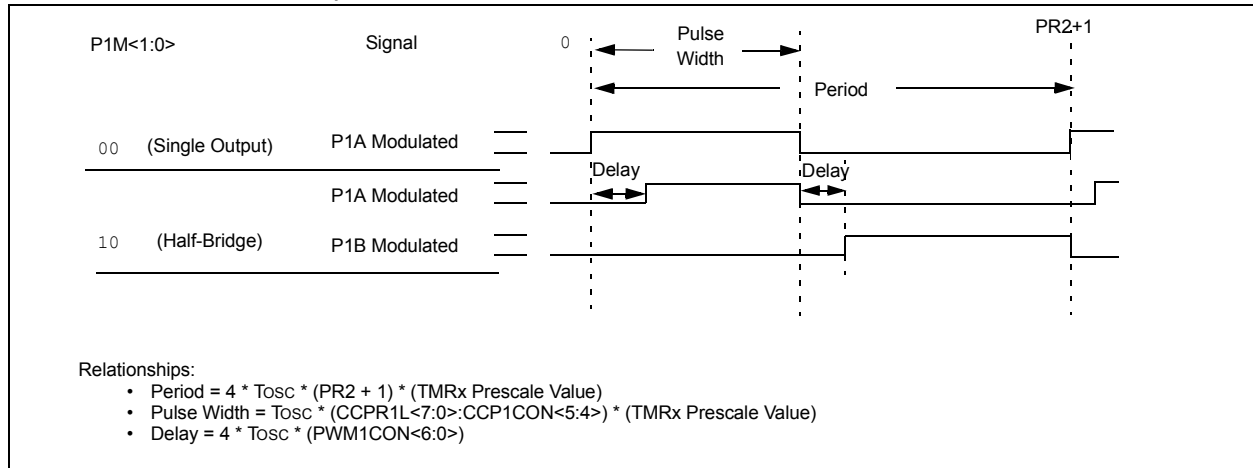 P1M<1:0> Signal 0 Pulse Width PR2+1
Period
00 (Single Output) P1A Modulated
Delay Delay
P1A Modulated
10 (Half-Bridge) P1B Modulated
Relationships:
• Period = 4 * TOSC * (PR2 + 1) * (TMRx Prescale Value)
• Pulse Width = TOSC * (CCPR1L<7:0>:CCP1CON<5:4>) * (TMRx Prescale Value)
• Delay = 4 * TOSC * (PWM1CON<6:0>)